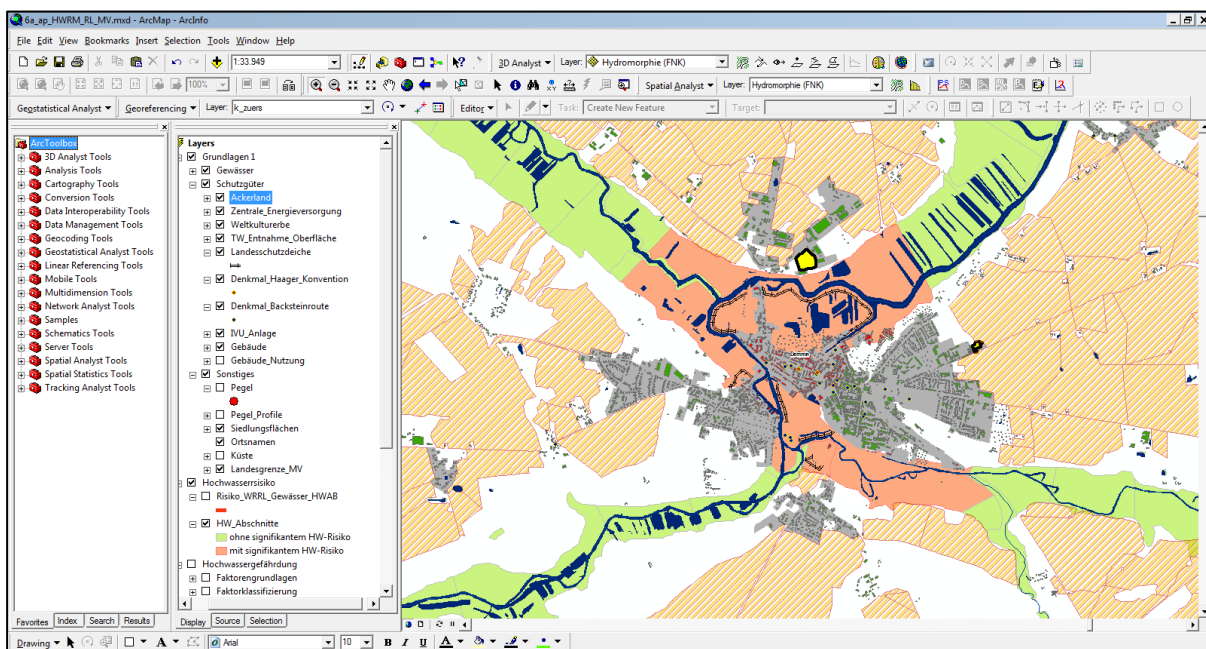 6a_ap_HWRM_RL_MV.mxd - ArcMap - ArcInfo
File Edit View Bookmarks Insert Selection Tools Window Help
1:33.949
3D Analyst
Layer: Hydromorphie (FNK)
100%
Spatial Analyst
Layer: Hydromorphie (FNK)
Geostatistical Analyst
Georeferencing
Layer: k_zuers
Editor
Task: Create New Feature
Target:
ArcToolbox
3D Analyst Tools
Analysis Tools
Cartography Tools
Conversion Tools
Data Interoperability Tools
Data Management Tools
Geocoding Tools
Geostatistical Analyst Tools
Linear Referencing Tools
Mobile Tools
Multidimension Tools
Network Analyst Tools
Samples
Schematics Tools
Server Tools
Spatial Analyst Tools
Spatial Statistics Tools
Tracking Analyst Tools
Favorites Index Search Results
Layers
Grundlagen 1
Gewässer
Schutzgüter
Ackerland
Zentrale_Energieversorgung
Weltkulturerbe
TW_Entnahme_Oberfläche
Landesschutzdeiche
Denkmal_Haager_Konvention
Denkmal_Backsteinroute
IVU_Anlage
Gebäude
Gebäude_Nutzung
Sonstiges
Pegel
Pegel_Profile
Siedlungsflächen
Ortsnamen
Küste
Landesgrenze_MV
Hochwasserrisiko
Risiko_WRRL_Gewässer_HWAB
HW_Abschnitte
ohne signifikantem HW-Risiko
mit signifikantem HW-Risiko
Hochwassergefährdung
Faktorengrundlagen
Faktorklassifizierung
Display Source Selection
Demmin
Drawing
A
Arial
10
B I U A